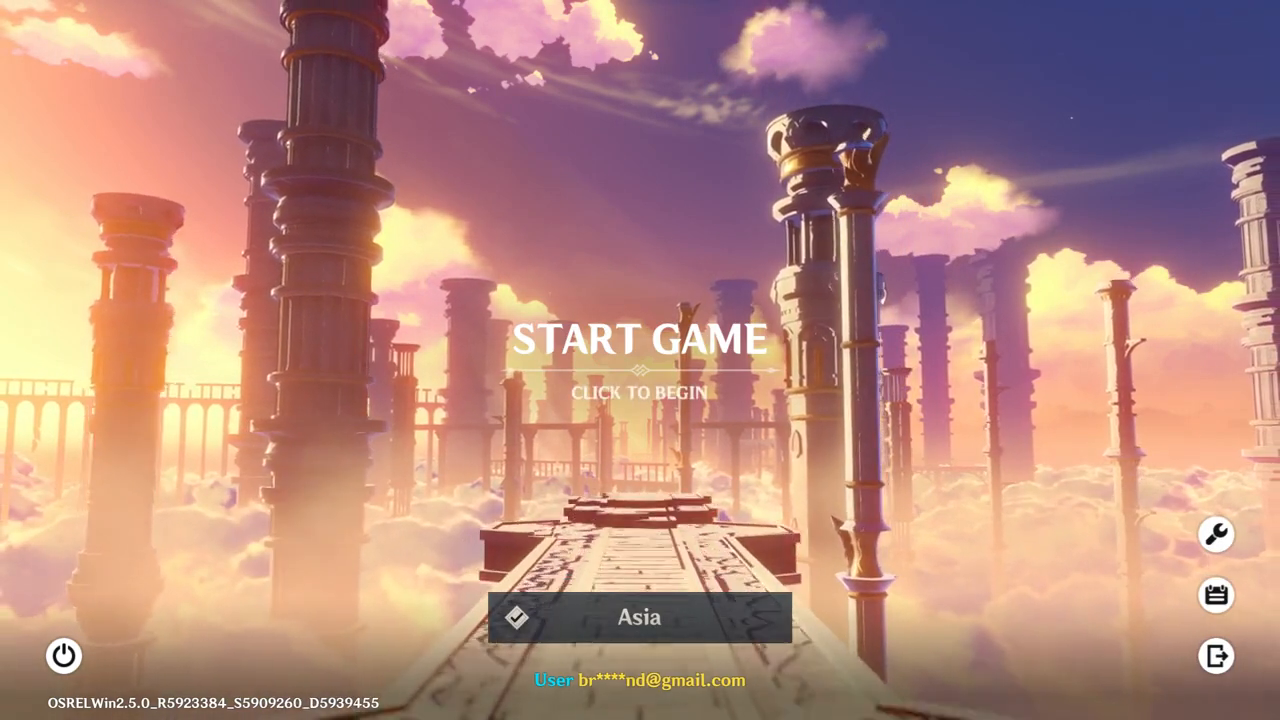 START GAME
CLICK TO BEGIN
Asia
User br****nd@gmail.com
OSRELWin2.5.0_R5923384_S5909260_D5939455